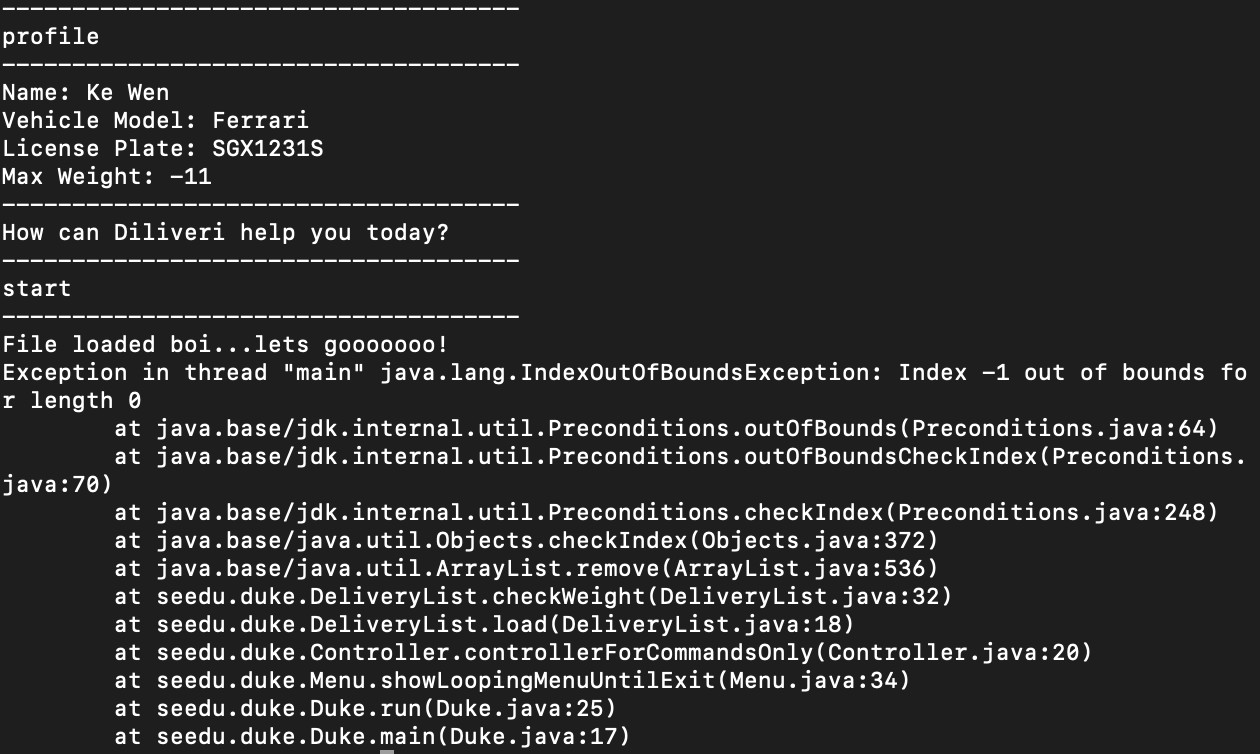 -------------------------------------
profile
-------------------------------------
Name: Ke Wen
Vehicle Model: Ferrari
License Plate: SGX1231S
Max Weight: -11
-------------------------------------
How can Diliveri help you today?
-------------------------------------
start
-------------------------------------
File loaded boi...lets gooooooo!
Exception in thread "main" java.lang.IndexOutOfBoundsException: Index -1 out of bounds fo
r length 0
        at java.base/jdk.internal.util.Preconditions.outOfBounds(Preconditions.java:64)
        at java.base/jdk.internal.util.Preconditions.outOfBoundsCheckIndex(Preconditions.
java:70)
        at java.base/jdk.internal.util.Preconditions.checkIndex(Preconditions.java:248)
        at java.base/java.util.Objects.checkIndex(Objects.java:372)
        at java.base/java.util.ArrayList.remove(ArrayList.java:536)
        at seedu.duke.DeliveryList.checkWeight(DeliveryList.java:32)
        at seedu.duke.DeliveryList.load(DeliveryList.java:18)
        at seedu.duke.Controller.controllerForCommandsOnly(Controller.java:20)
        at seedu.duke.Menu.showLoopingMenuUntilExit(Menu.java:34)
        at seedu.duke.Duke.run(Duke.java:25)
        at seedu.duke.Duke.main(Duke.java:17)